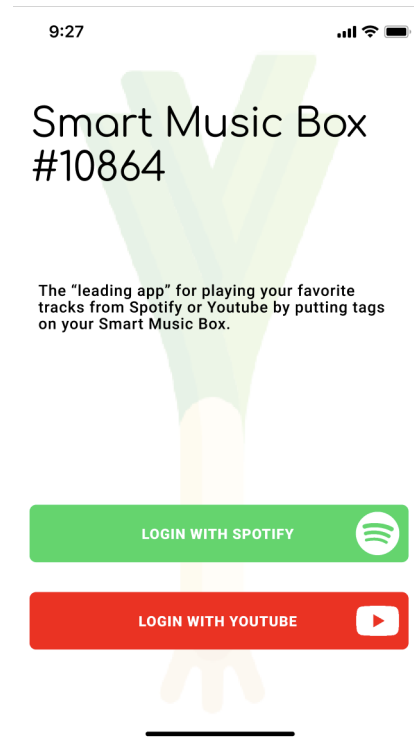 9:27
Smart Music Box
#10864
The “leading app” for playing your favorite
tracks from Spotify or Youtube by putting tags
on your Smart Music Box.
LOGIN WITH SPOTIFY
LOGIN WITH YOUTUBE